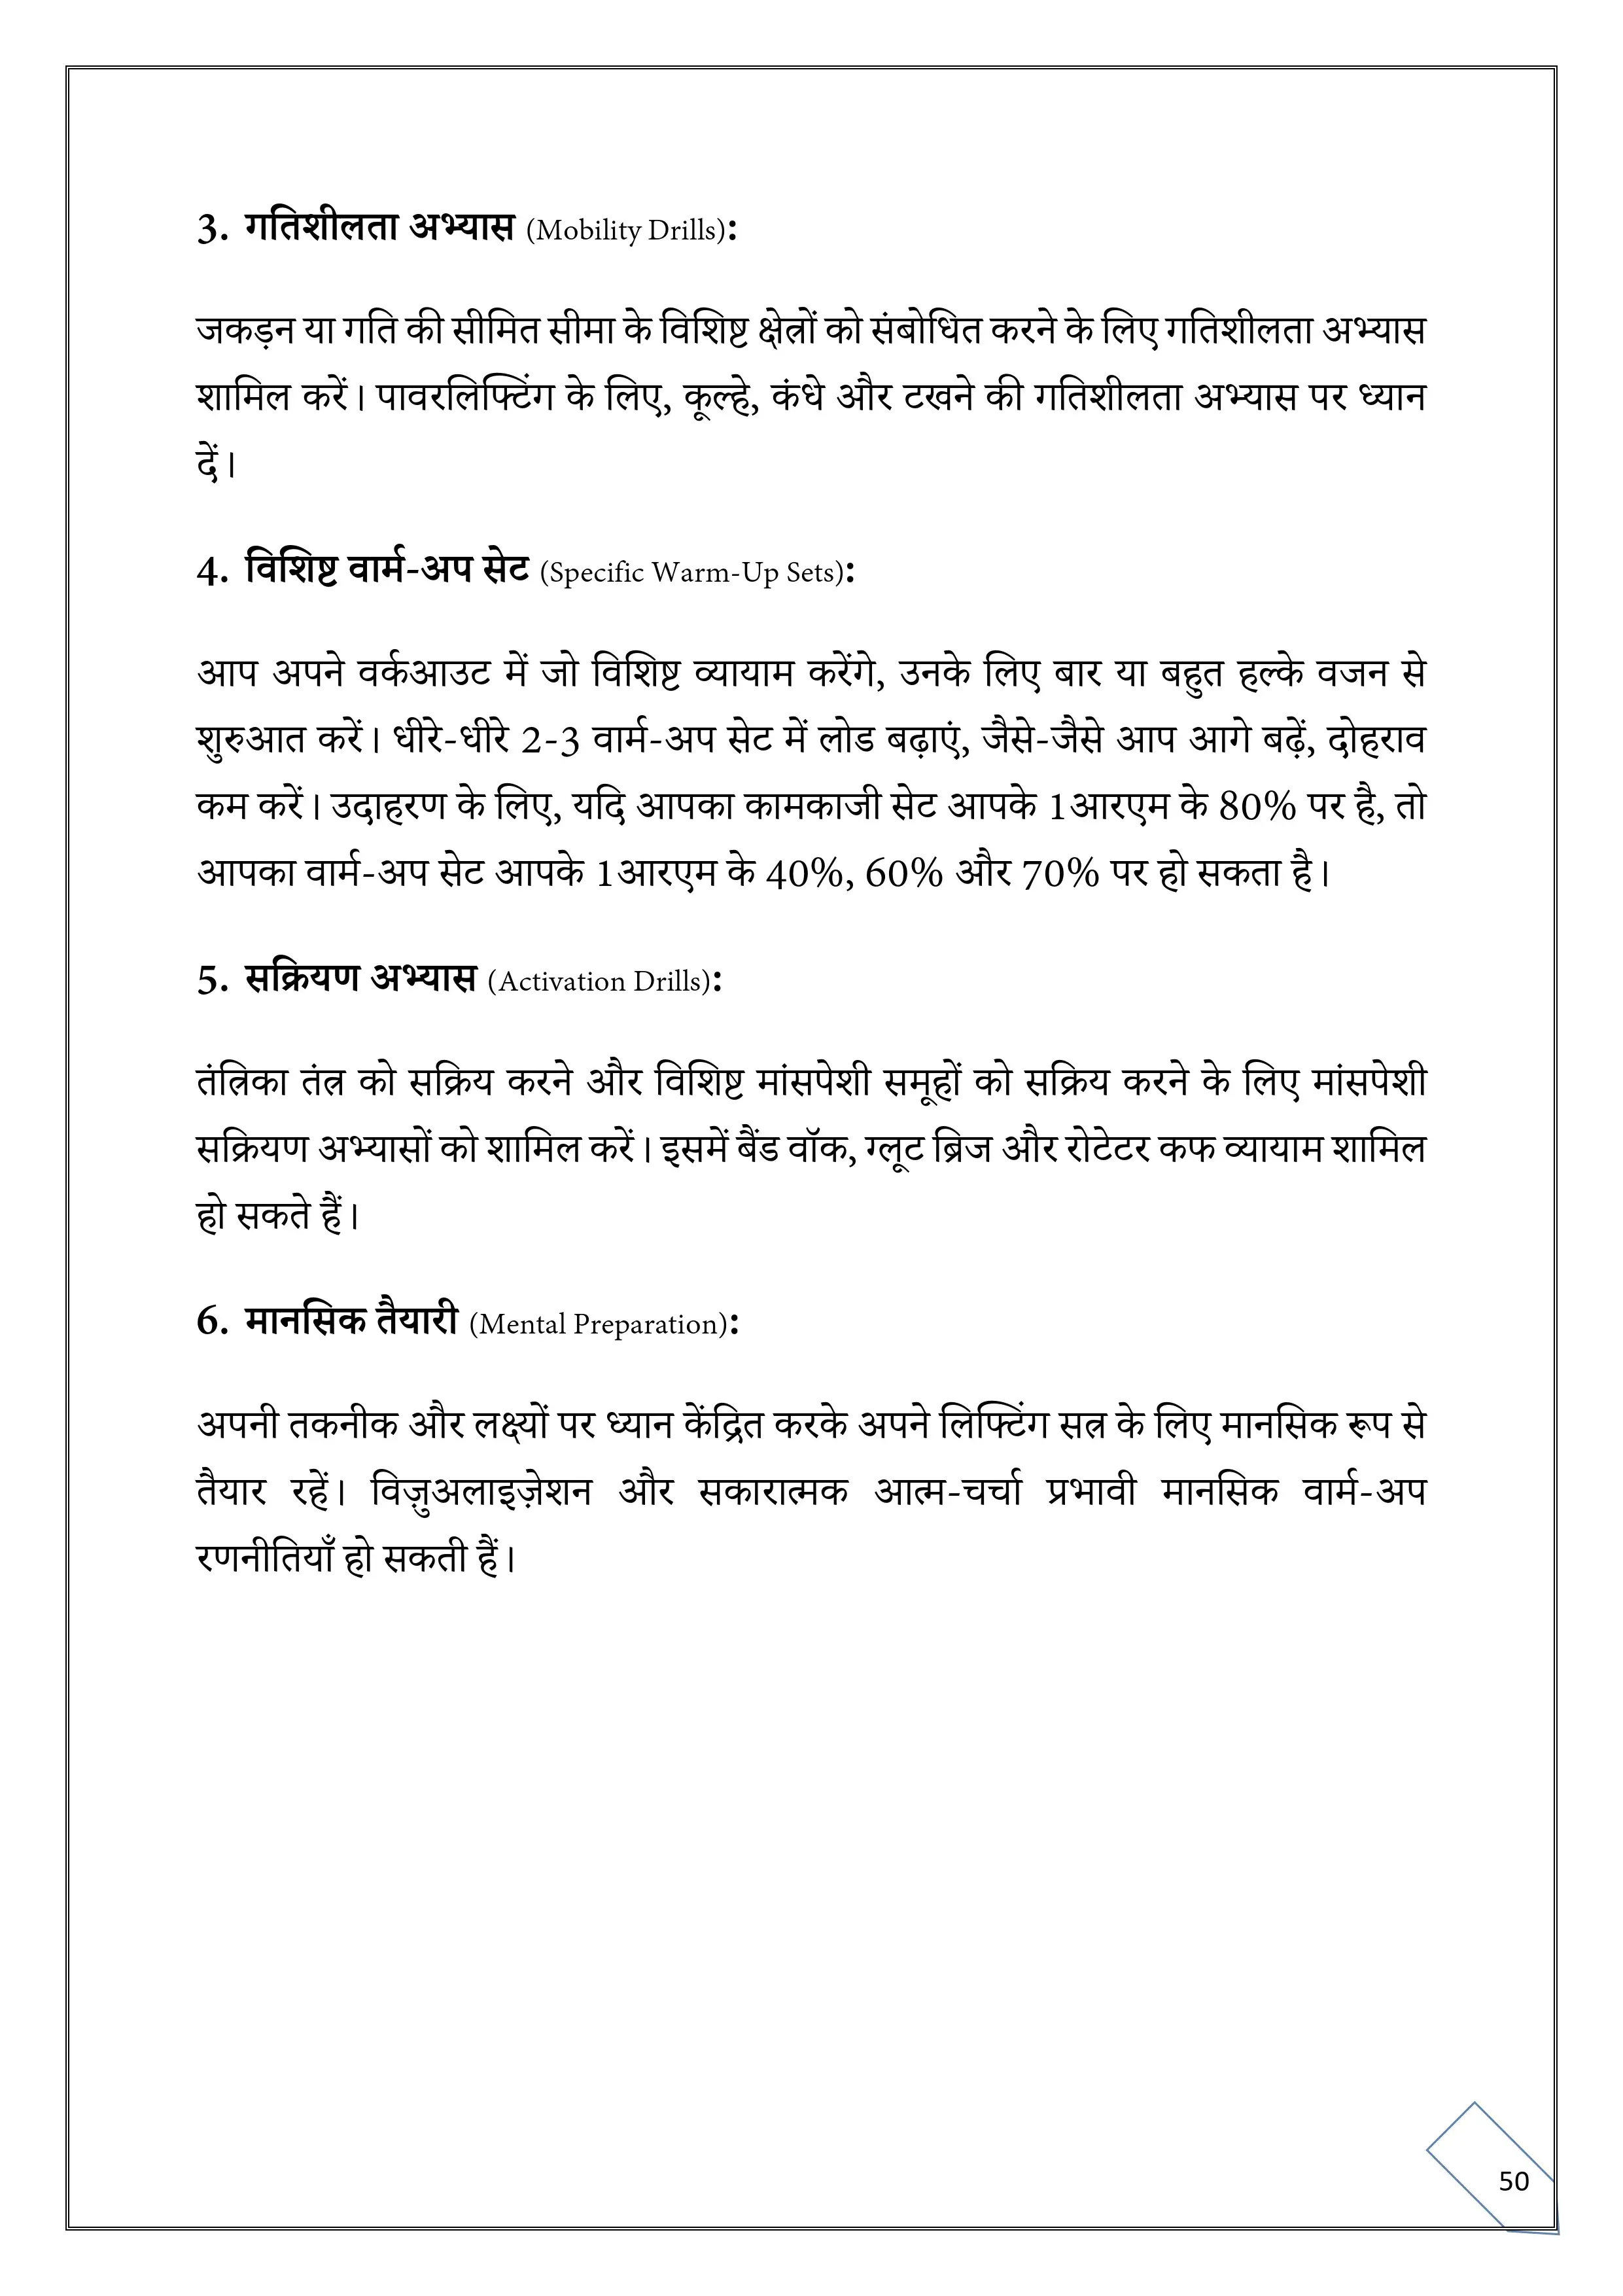 3. गतिशीलता अभ्यास (Mobility Drills):
जकड़न या गति की सीमित सीमा के विशिष्ट क्षेत्रों को संबोधित करने के लिए गतिशीलता अभ्यास
शामिल करें। पावरलिफ्टिंग के लिए, कूल्हे, कंधे और टखने की गतिशीलता अभ्यास पर ध्यान
दें।
4. विशिष्ट वार्म-अप सेट (Specific Warm-Up Sets):
आप अपने वर्कआउट में जो विशिष्ट व्यायाम करेंगे, उनके लिए बार या बहुत हल्के वजन से
शुरुआत करें। धीरे-धीरे 2-3 वार्म-अप सेट में लोड बढ़ाएं, जैसे-जैसे आप आगे बढ़ें, दोहराव
कम करें। उदाहरण के लिए, यदि आपका कामकाजी सेट आपके 1आरएम के 80% पर है, तो
आपका वार्म-अप सेट आपके 1आरएम के 40%, 60% और 70% पर हो सकता है।
5. सक्रियण अभ्यास (Activation Drills):
तंत्रिका तंत्र को सक्रिय करने और विशिष्ट मांसपेशी समूहों को सक्रिय करने के लिए मांसपेशी
सक्रियण अभ्यासों को शामिल करें। इसमें बैंड वॉक, ग्लूट ब्रिज और रोटेटर कफ व्यायाम शामिल
हो सकते हैं।
6. मानसिक तैयारी (Mental Preparation):
अपनी तकनीक और लक्ष्यों पर ध्यान केंद्रित करके अपने लिफ्टिंग सत्र के लिए मानसिक रूप से
तैयार रहें। विज़ुअलाइज़ेशन और सकारात्मक आत्म-चर्चा प्रभावी मानसिक वार्म-अप
रणनीतियाँ हो सकती हैं।
50